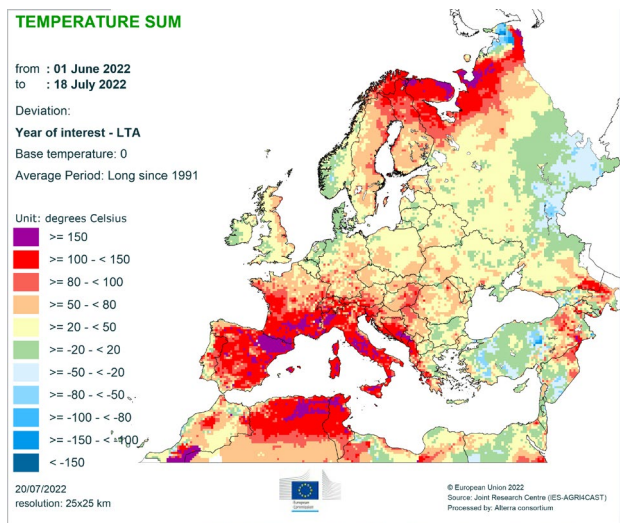 TEMPERATURE SUM
from : 01 June 2022
to : 18 July 2022
Deviation:
Year of interest - LTA
Base temperature: 0
Average Period: Long since 1991
Unit: degrees Celsius
>= 150
>= 100 - < 150
>= 80 - < 100
>= 50 - < 80
>= 20 - < 50
>= -20 - < 20
>= -50 - < -20
>= -80 - < -50
>= -100 - < -80
>= -150 - < -100
< -150
20/07/2022
resolution: 25x25 km
European
Commission
© European Union 2022
Source: Joint Research Centre (IES-AGRI4CAST)
Processed by: Alterra consortium